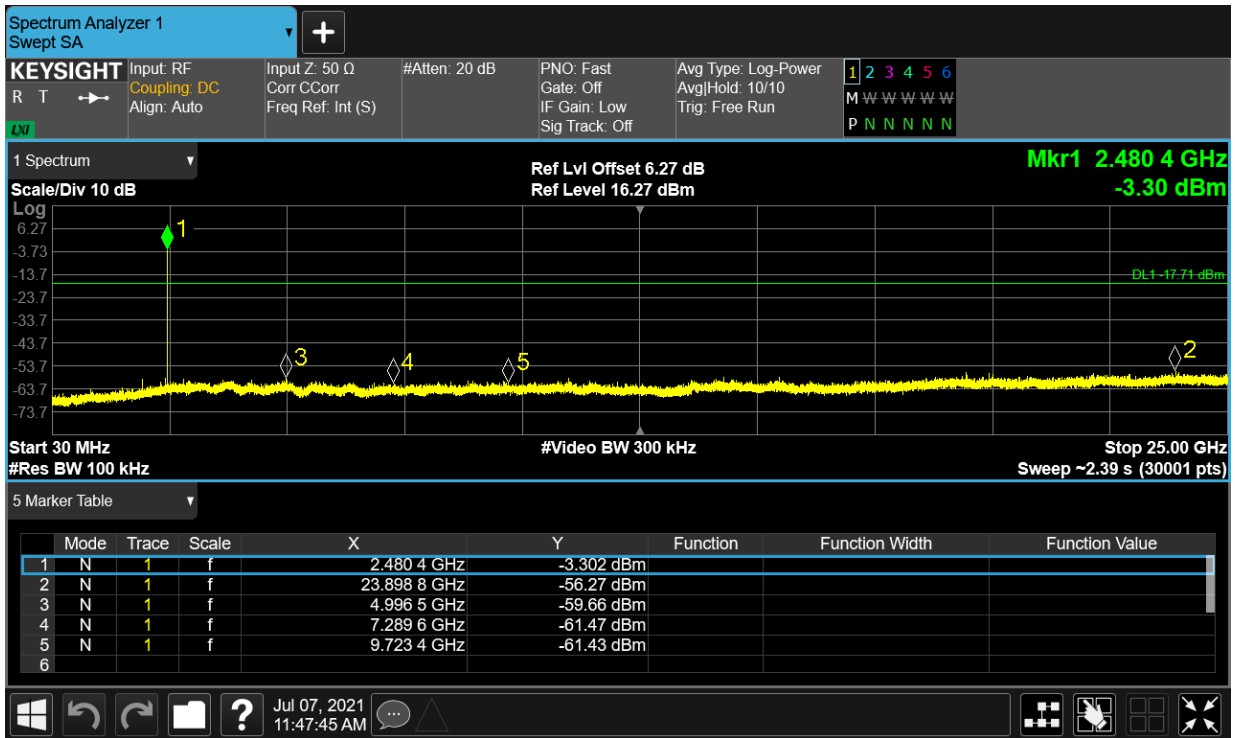 Spectrum Analyzer 1
Swept SA
KEYSIGHT
R T
LXI
Input: RF
Coupling: DC
Align: Auto
Input Z: 50 Ω
Corr CCorr
Freq Ref: Int (S)
#Atten: 20 dB
PNO: Fast
Gate: Off
IF Gain: Low
Sig Track: Off
Avg Type: Log-Power
Avg|Hold: 10/10
Trig: Free Run
1 2 3 4 5 6
M W W W W W
P N N N N N
1 Spectrum
Scale/Div 10 dB
Ref Lvl Offset 6.27 dB
Ref Level 16.27 dBm
Mkr1 2.480 4 GHz
-3.30 dBm
Log
6.27
-3.73
-13.7
-23.7
-33.7
-43.7
-53.7
-63.7
-73.7
1
DL1 -17.71 dBm
3
4
5
2
Start 30 MHz
#Video BW 300 kHz
Stop 25.00 GHz
#Res BW 100 kHz
Sweep ~2.39 s (30001 pts)
5 Marker Table
Mode Trace Scale X Y Function Function Width Function Value
1 N 1 f 2.480 4 GHz -3.302 dBm
2 N 1 f 23.898 8 GHz -56.27 dBm
3 N 1 f 4.996 5 GHz -59.66 dBm
4 N 1 f 7.289 6 GHz -61.47 dBm
5 N 1 f 9.723 4 GHz -61.43 dBm
6
?
Jul 07, 2021
11:47:45 AM